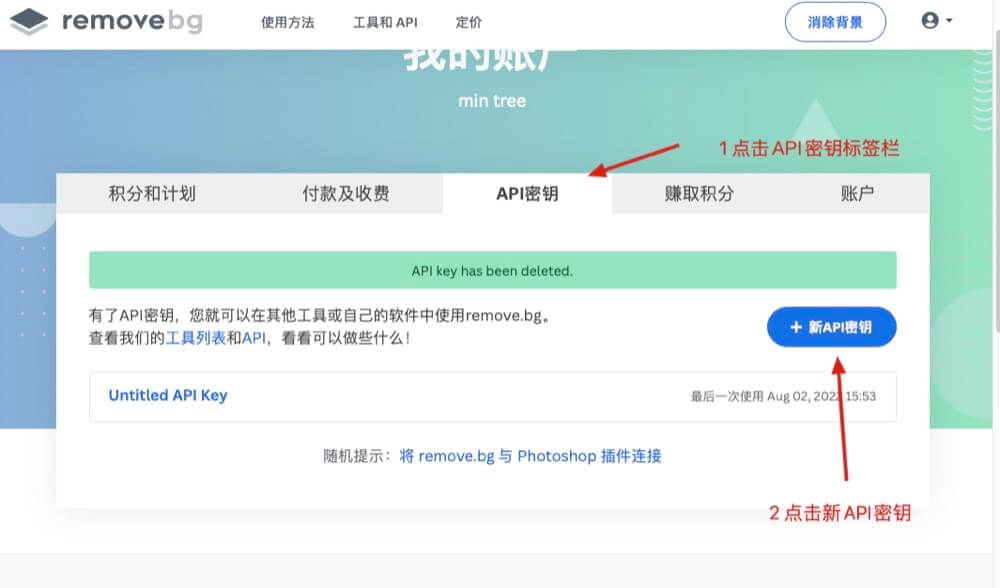 removebg 使用方法 工具和 API 定价 消除背景
我的账户
min tree
1 点击 API 密钥标签栏
积分和计划 付款及收费 API密钥 赚取积分 账户
API key has been deleted.
有了API密钥，您就可以在其他工具或自己的软件中使用remove.bg。
查看我们的工具列表和API，看看可以做些什么！
+ 新API密钥
Untitled API Key 最后一次使用 Aug 02, 2022 15:53
随机提示：将 remove.bg 与 Photoshop 插件连接
2 点击新 API 密钥